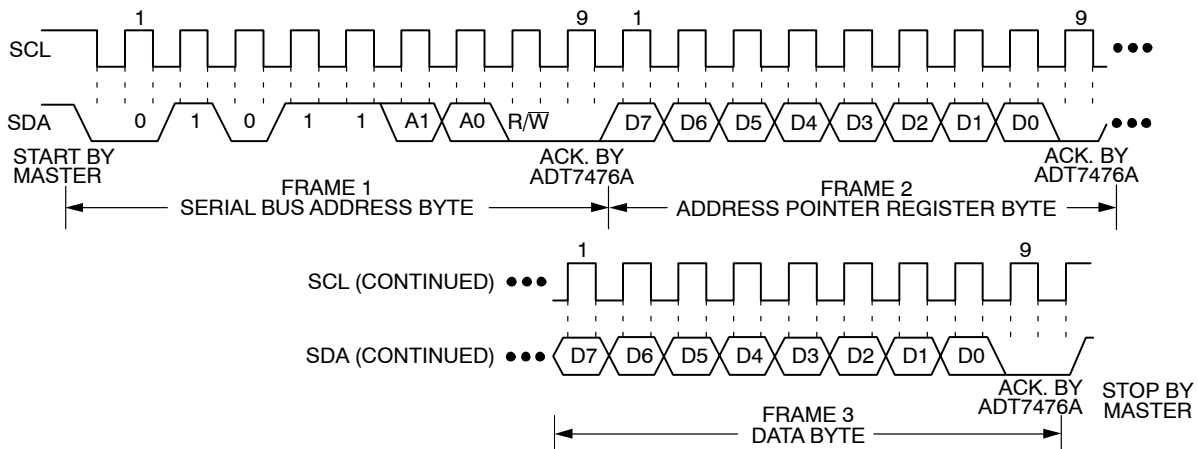 1 9 1 9
SCL
SDA 0 1 0 1 1 A1 A0 R/W̅ D7 D6 D5 D4 D3 D2 D1 D0
START BY
MASTER
ACK. BY
ADT7476A
ACK. BY
ADT7476A
FRAME 1
SERIAL BUS ADDRESS BYTE
FRAME 2
ADDRESS POINTER REGISTER BYTE
1 9
SCL (CONTINUED)
SDA (CONTINUED) D7 D6 D5 D4 D3 D2 D1 D0
ACK. BY
ADT7476A
STOP BY
MASTER
FRAME 3
DATA BYTE